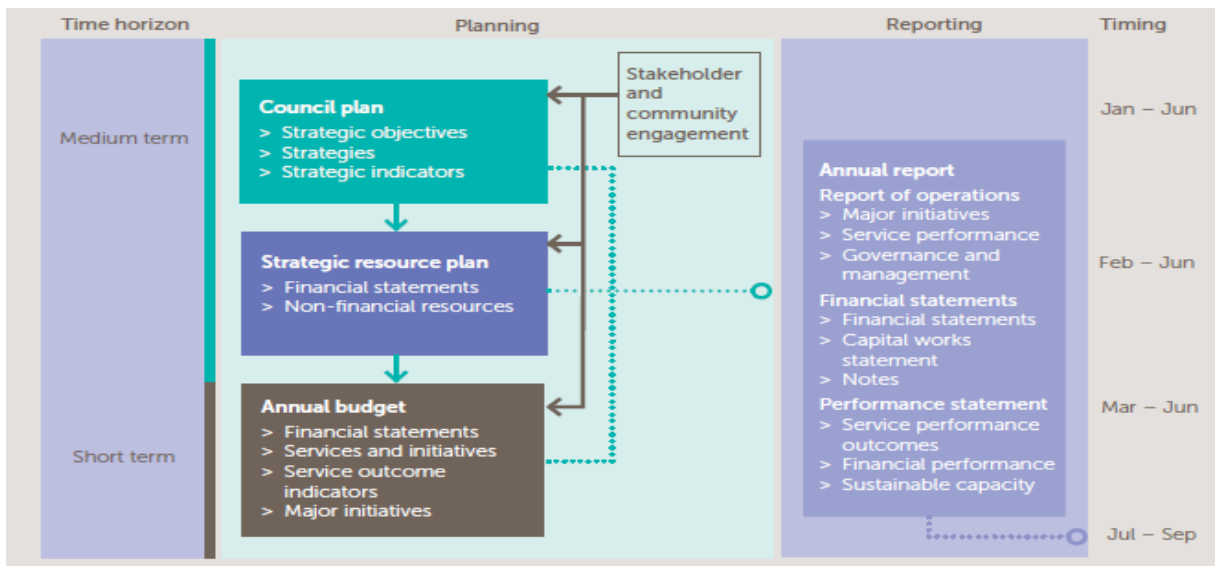 Time horizon
Planning
Reporting
Timing
Medium term
Short term
Council plan
> Strategic objectives
> Strategies
> Strategic indicators
Strategic resource plan
> Financial statements
> Non-financial resources
Annual budget
> Financial statements
> Services and initiatives
> Service outcome
indicators
> Major initiatives
Stakeholder
and
community
engagement
Annual report
Report of operations
> Major initiatives
> Service performance
> Governance and
management
Financial statements
> Financial statements
> Capital works
statement
> Notes
Performance statement
> Service performance
outcomes
> Financial performance
> Sustainable capacity
Jan – Jun
Feb – Jun
Mar – Jun
Jul – Sep